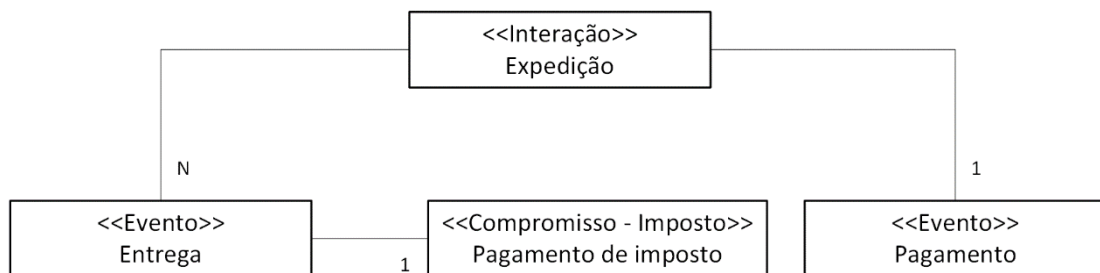 <<Interação>>
Expedição
N
1
<<Evento>>
Entrega
1
<<Compromisso - Imposto>>
Pagamento de imposto
<<Evento>>
Pagamento